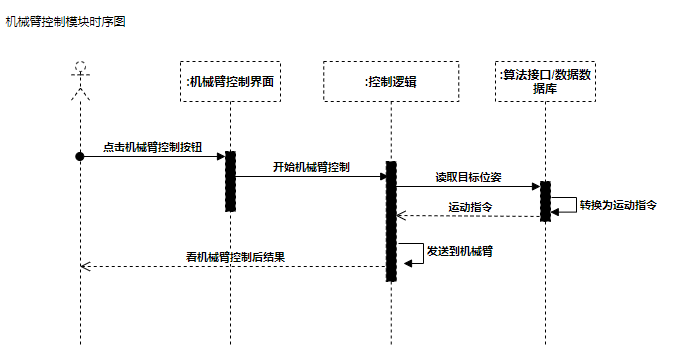 机械臂控制模块时序图
:机械臂控制界面
:控制逻辑
:算法接口/数据数
据库
点击机械臂控制按钮
开始机械臂控制
读取目标位姿
转换为运动指令
运动指令
发送到机械臂
看机械臂控制后结果